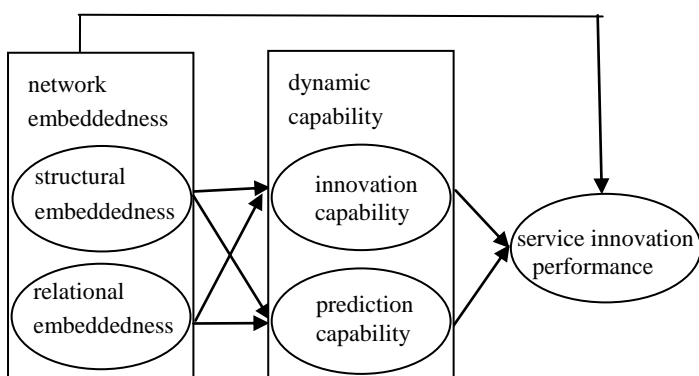 network
embeddedness
structural
embeddedness
relational
embeddedness
dynamic
capability
innovation
capability
prediction
capability
service innovation
performance